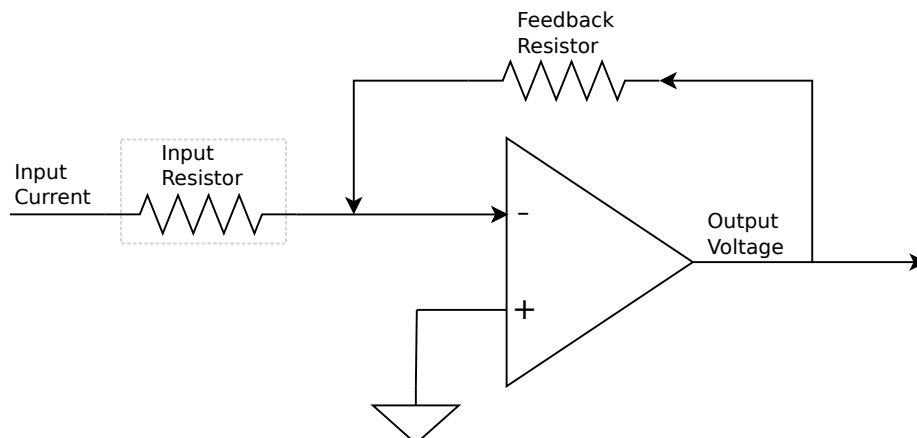 Feedback
Resistor
Input
Resistor
Input
Current
-
Output
Voltage
+